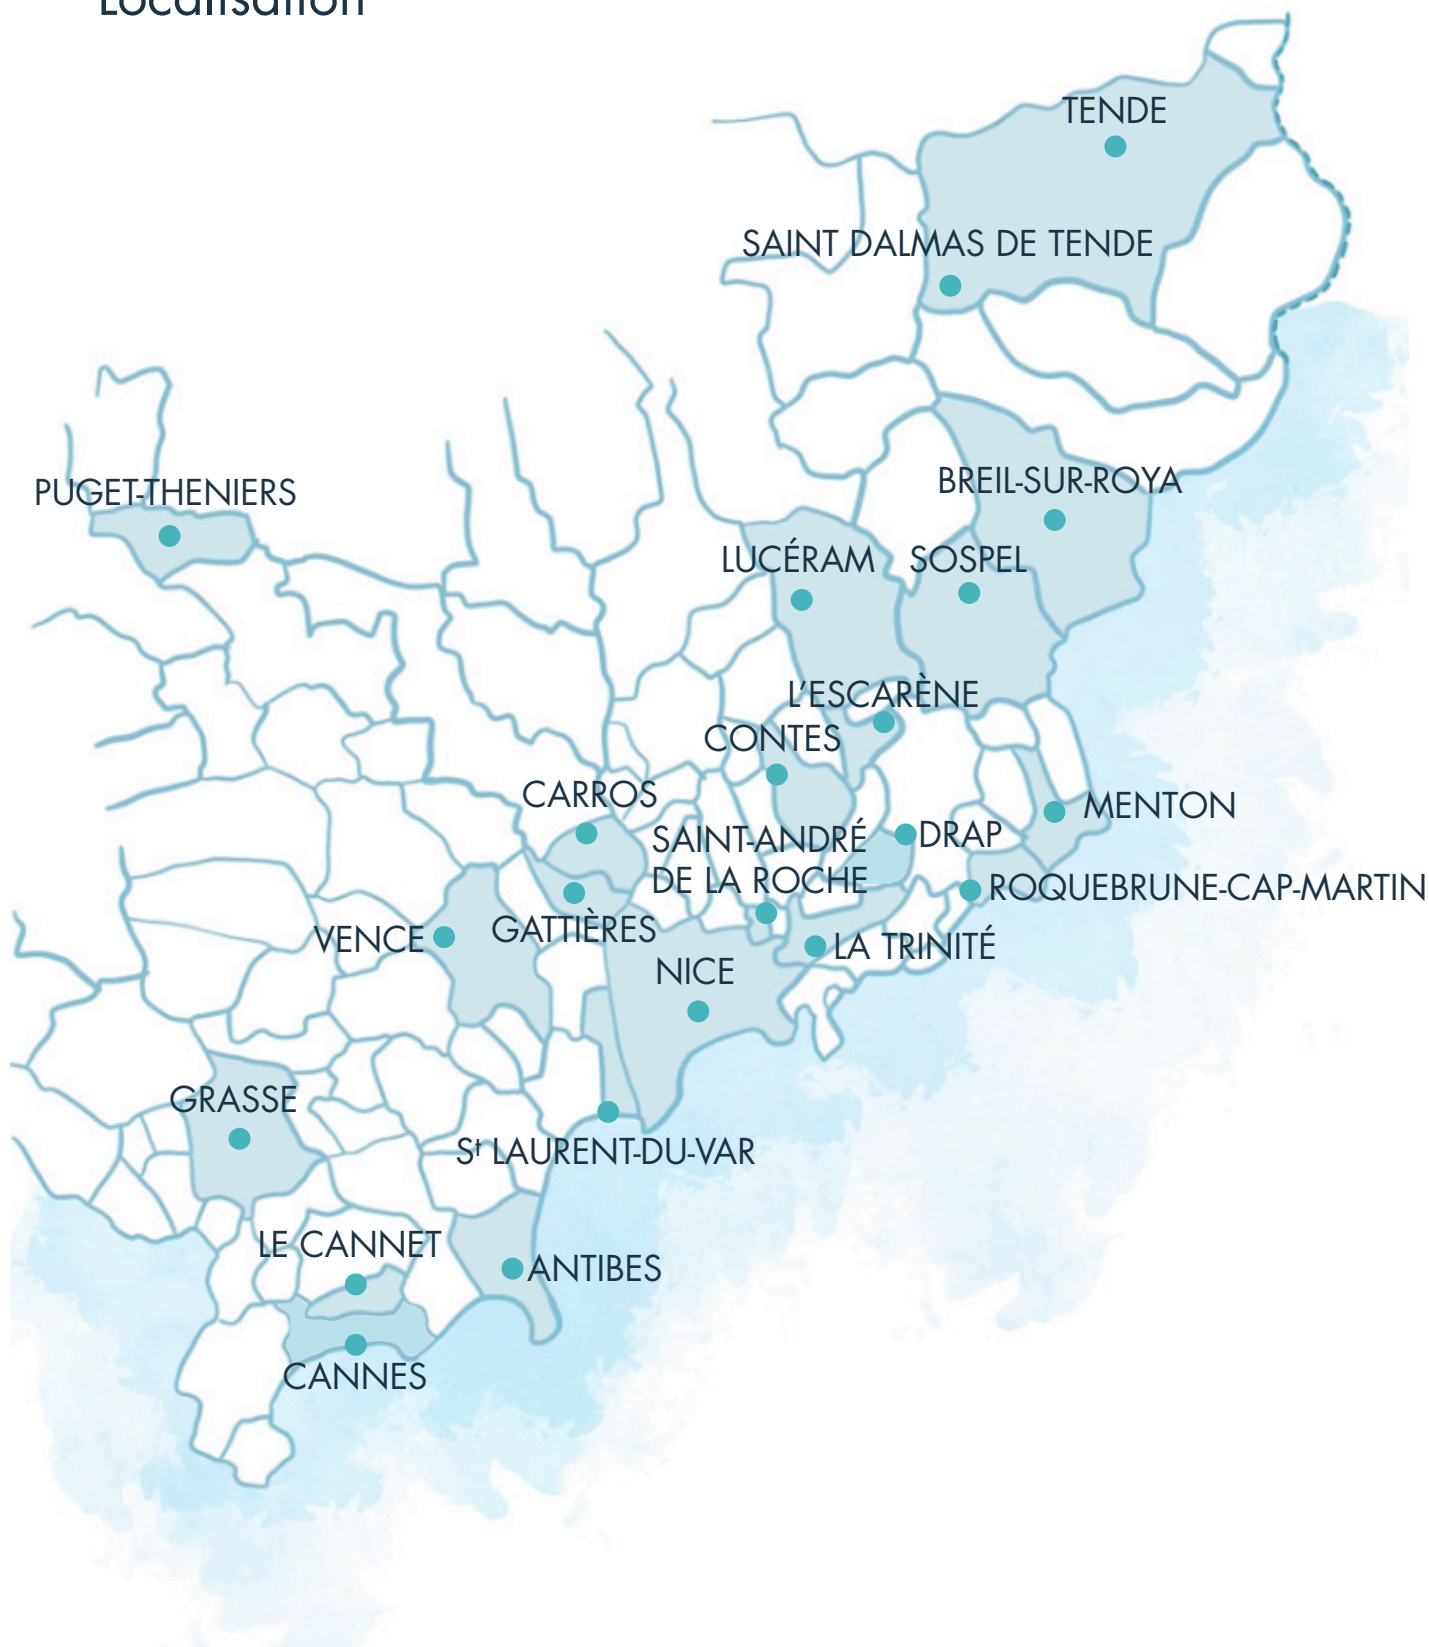 Localisation
TENDE
SAINT DALMAS DE TENDE
BREIL-SUR-ROYA
PUGET-THENIERS
LUCÉRAM
SOSPEL
L'ESCARÈNE
CONTES
CARROS
MENTON
SAINT-ANDRÉ
DE LA ROCHE
DRAP
ROQUEBRUNE-CAP-MARTIN
GATTIÈRES
VENCE
LA TRINITÉ
NICE
GRASSE
St LAURENT-DU-VAR
LE CANNET
ANTIBES
CANNES